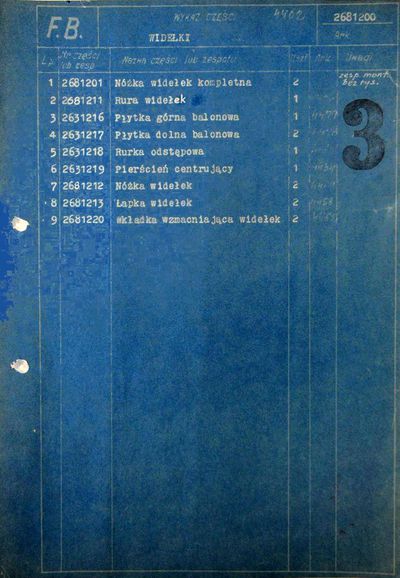 F.B.
WYKAZ CZĘŚCI
4402
2681200
WIDEŁKI
Ark.
Lp. Nr części lub zesp. Nazwa części lub zespołu Ark. Uwagi
1 2681201 Nóżka widełek kompletna 2 zesp. mont. bez rys.
2 2681211 Rura widełek 1
3 2631216 Płytka górna balonowa 1
4 2631217 Płytka dolna balonowa 2
5 2631218 Rurka odstępowa 1
6 2631219 Pierścień centrujący 1
7 2681212 Nóżka widełek 2
8 2681213 Łapka widełek 2
9 2681220 Wkładka wzmacniająca widełek 2
3